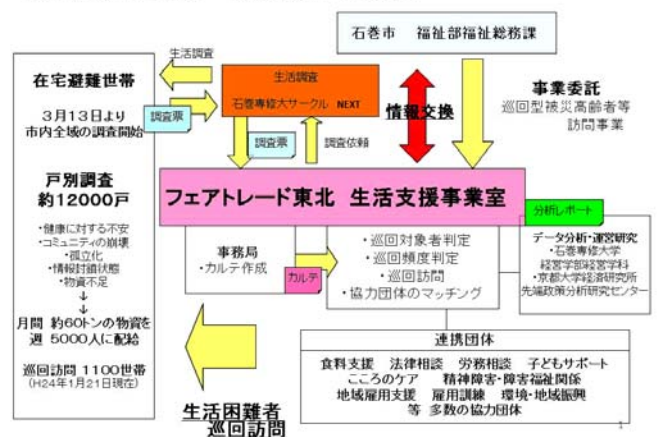 石巻市 福祉部福祉総務課
生活調査
在宅避難世帯
3月13日より
市内全域の調査開始
調査票
生活調査
石巻専修大サークル NEXT
情報交換
事業委託
巡回型被災高齢者等
訪問事業
調査票
調査依頼
戸別調査
約12000戸
・健康に対する不安
・コミュニティの崩壊
・孤立化
・情報封鎖状態
・物資不足
↓
↓
月間 約60トンの物資を
週 5000人に配給
巡回訪問 1100世帯
(H24年1月21日現在)
フェアトレード東北 生活支援事業室
事務局
・カルテ作成
カルテ
・巡回対象者判定
・巡回頻度判定
・巡回訪問
・協力団体のマッチング
分析レポート
データ分析・運営研究
・石巻専修大学
経営学部経営学科
・京都大学経済研究所
先端政策分析研究センター
連携団体
食料支援 法律相談 労務相談 子どもサポート
こころのケア 精神障害・障害福祉関係
地域雇用支援 雇用訓練 環境・地域振興
等 多数の協力団体
生活困難者
巡回訪問
1